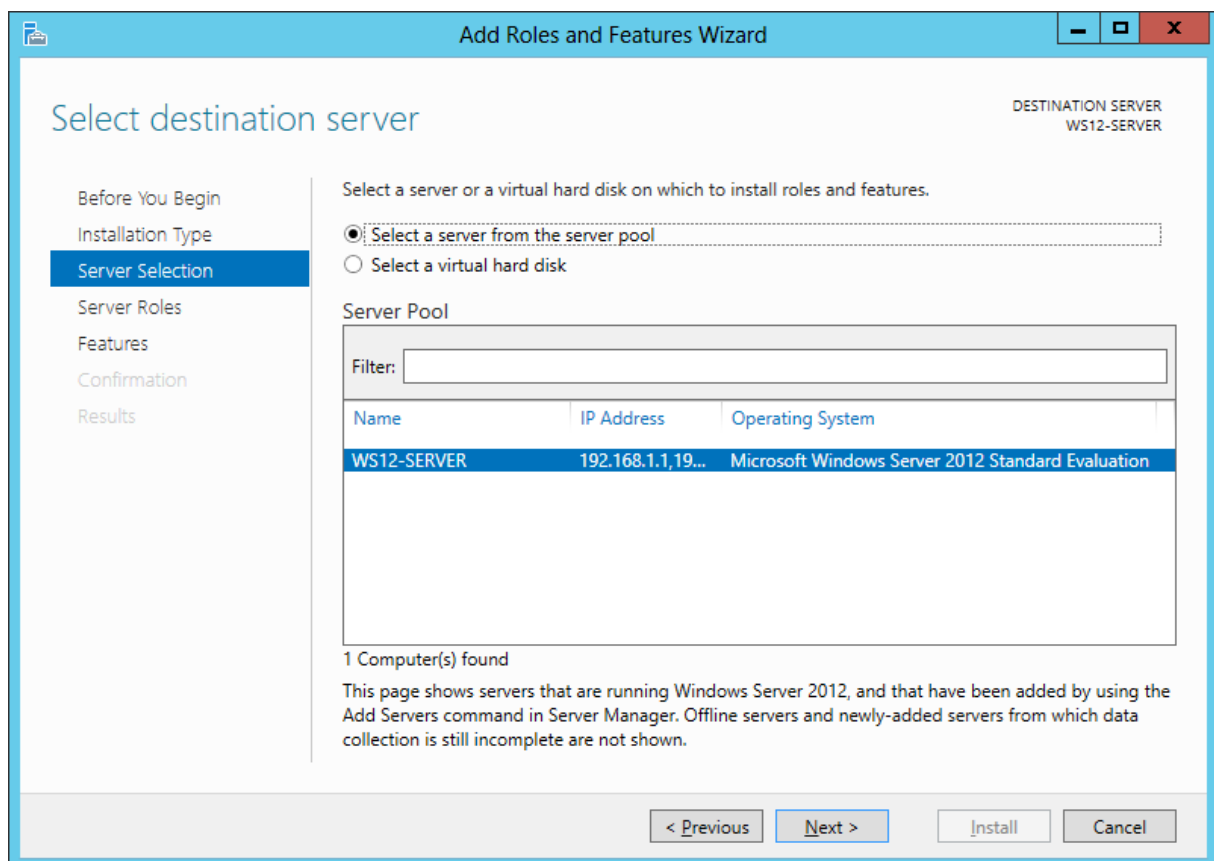 Add Roles and Features Wizard
Select destination server
DESTINATION SERVER
WS12-SERVER
Before You Begin
Installation Type
Server Selection
Server Roles
Features
Confirmation
Results
Select a server or a virtual hard disk on which to install roles and features.
Select a server from the server pool
Select a virtual hard disk
Server Pool
Filter:
Name IP Address Operating System
WS12-SERVER 192.168.1.1,19... Microsoft Windows Server 2012 Standard Evaluation
1 Computer(s) found
This page shows servers that are running Windows Server 2012, and that have been added by using the
Add Servers command in Server Manager. Offline servers and newly-added servers from which data
collection is still incomplete are not shown.
< Previous Next > Install Cancel